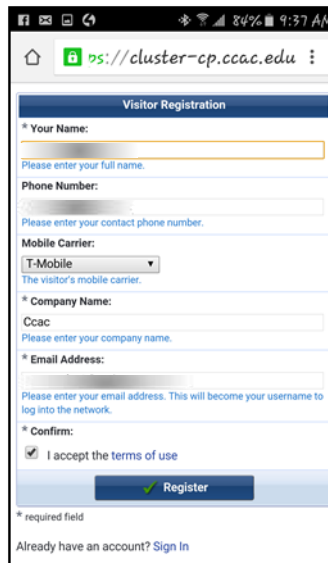 84% 9:37 AM
ps://cluster-cp.ccac.edu
Visitor Registration
* Your Name:
Please enter your full name.
Phone Number:
Please enter your contact phone number.
Mobile Carrier:
T-Mobile
The visitor's mobile carrier.
* Company Name:
Ccac
Please enter your company name.
* Email Address:
Please enter your email address. This will become your username to
log into the network.
* Confirm:
I accept the terms of use
Register
* required field
Already have an account? Sign In